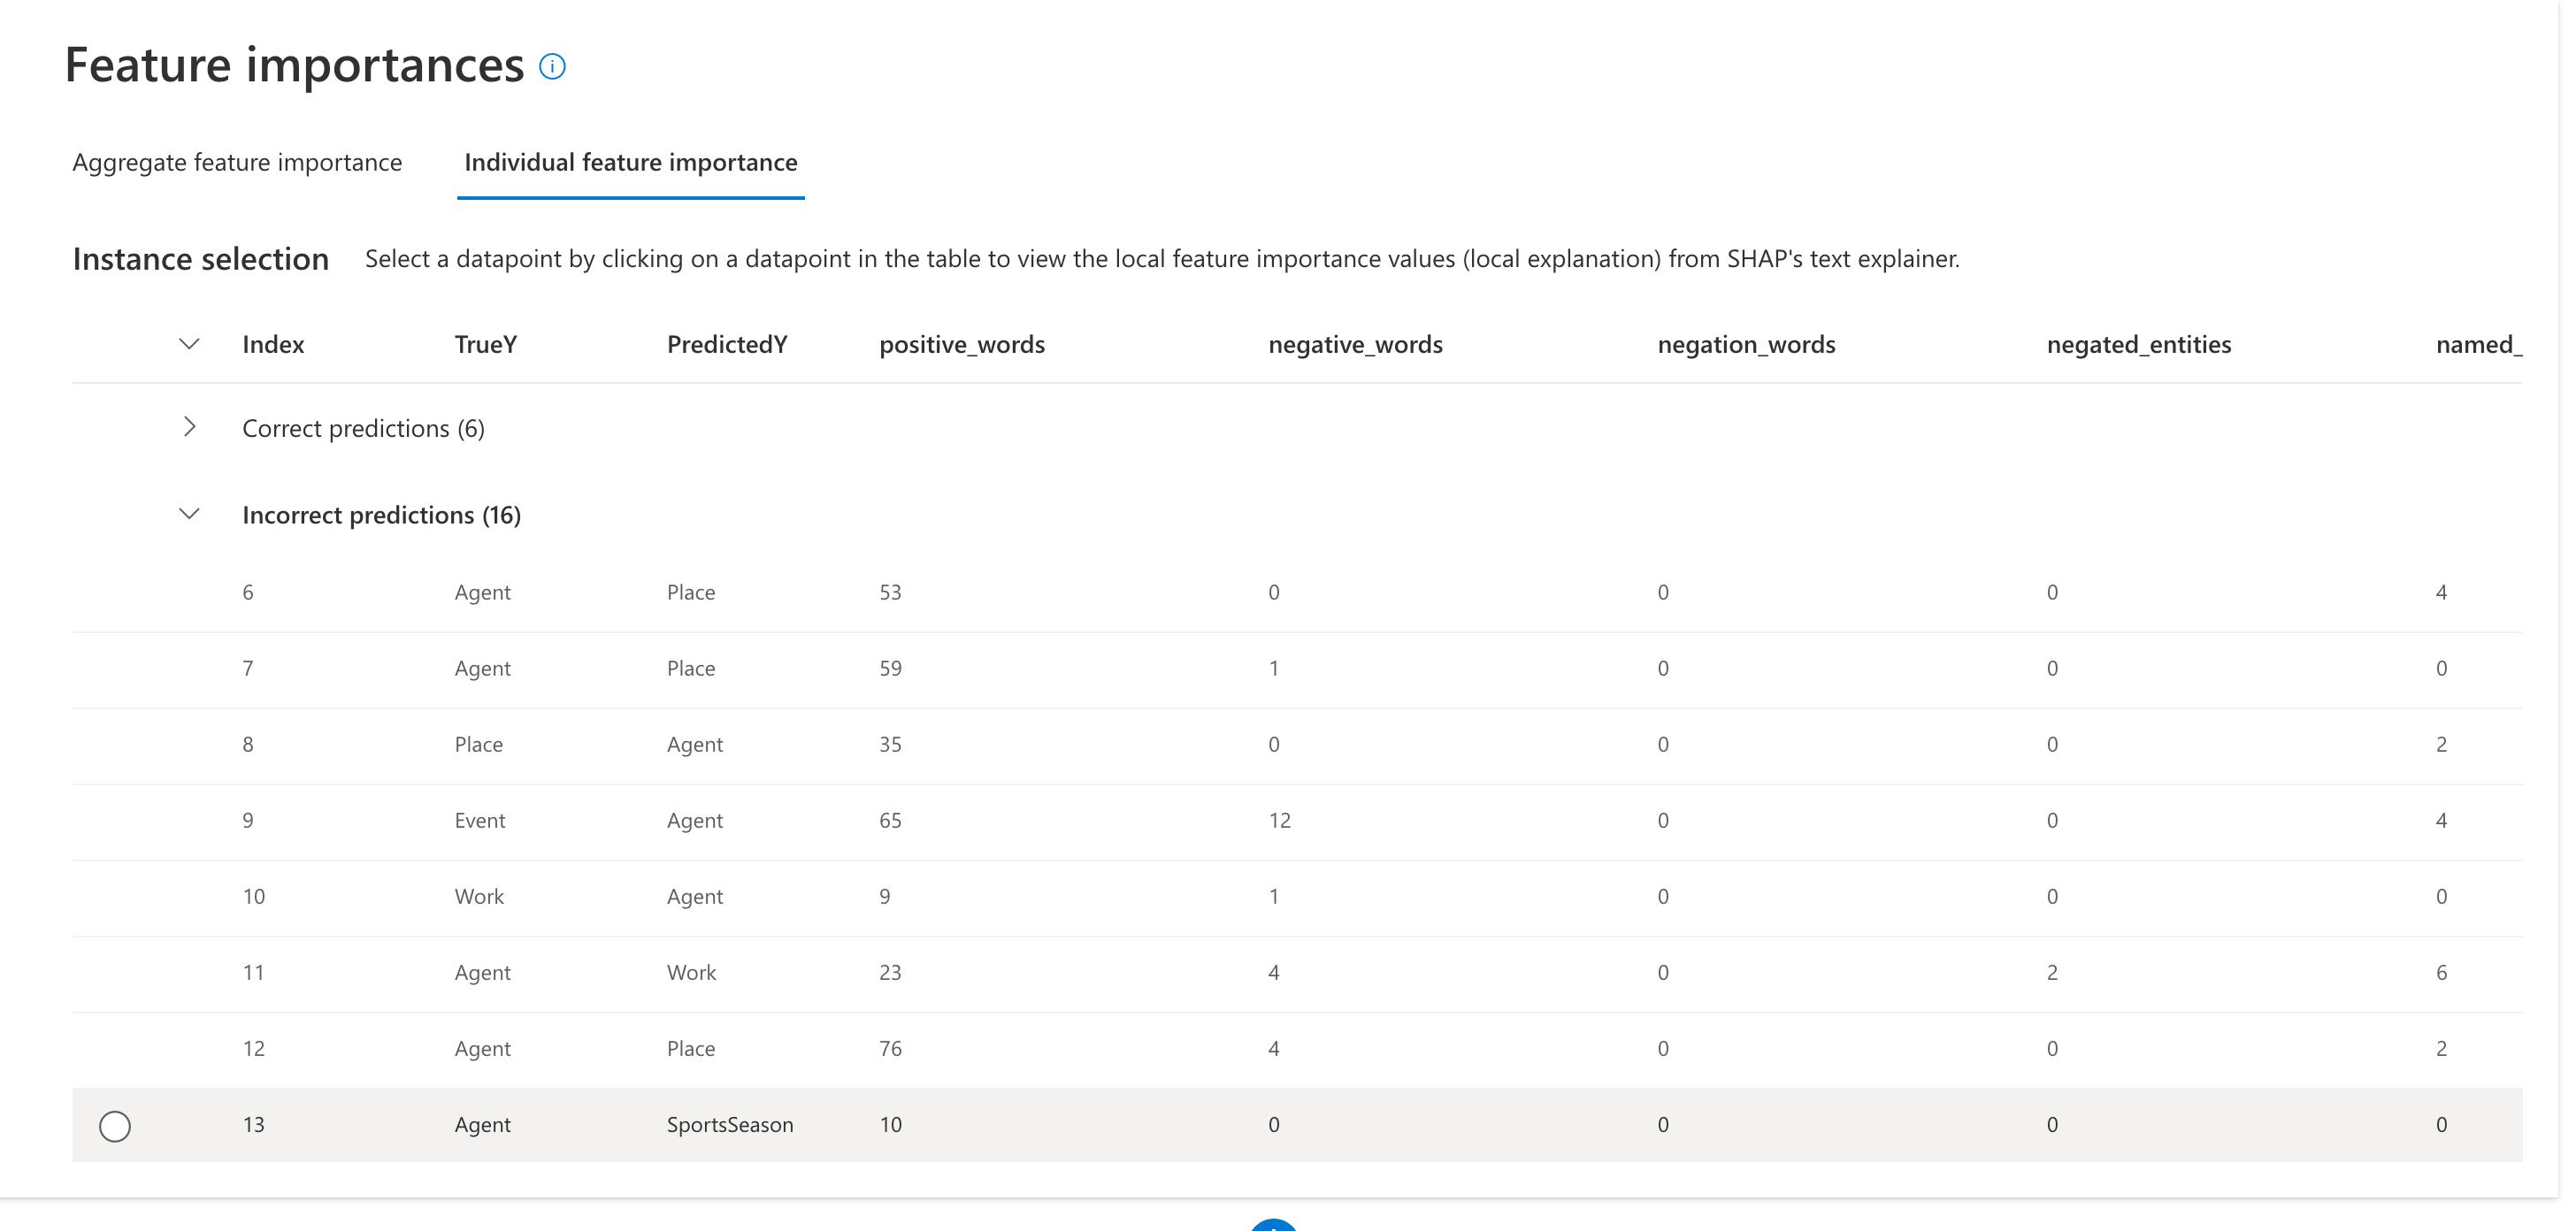 Feature importances
Aggregate feature importance Individual feature importance
Instance selection Select a datapoint by clicking on a datapoint in the table to view the local feature importance values (local explanation) from SHAP's text explainer.
Index TrueY PredictedY positive_words negative_words negation_words negated_entities named_
Correct predictions (6)
Incorrect predictions (16)
6 Agent Place 53 0 0 0 4
7 Agent Place 59 1 0 0 0
8 Place Agent 35 0 0 0 2
9 Event Agent 65 12 0 0 4
10 Work Agent 9 1 0 0 0
11 Agent Work 23 4 0 2 6
12 Agent Place 76 4 0 0 2
13 Agent SportsSeason 10 0 0 0 0